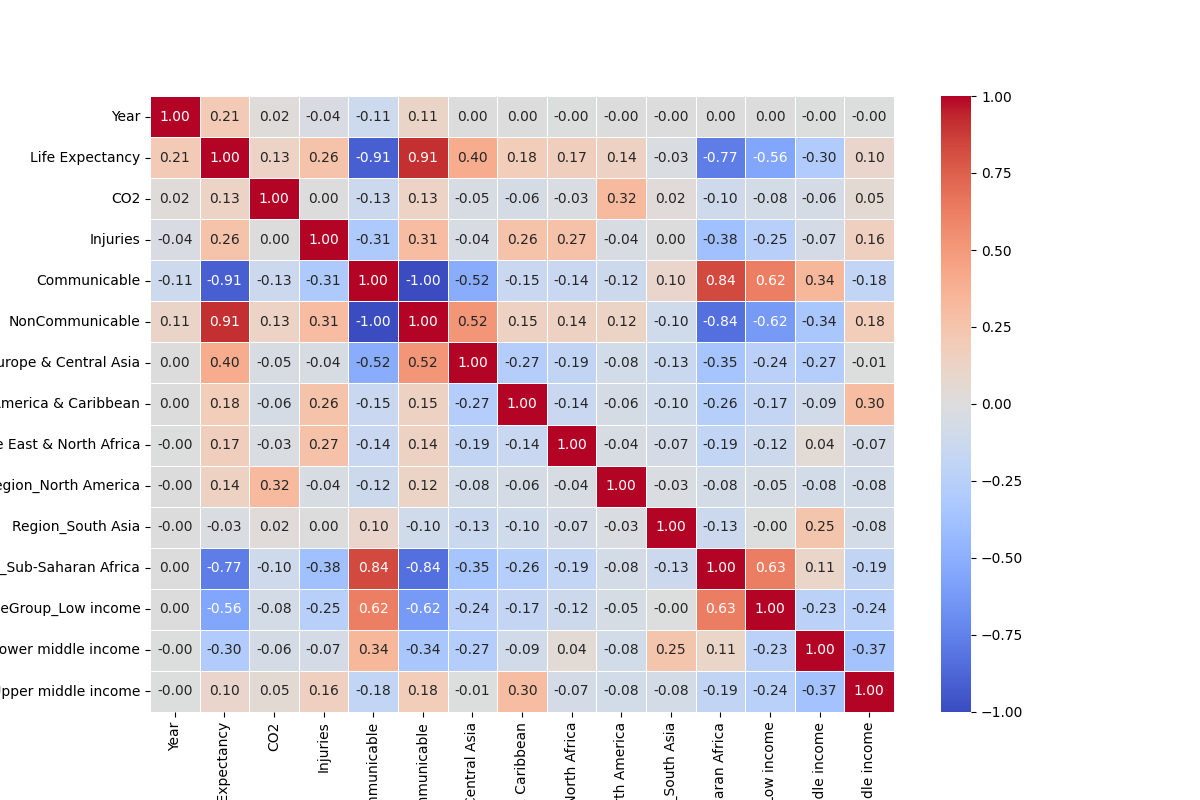 Year 1.00 0.21 0.02 -0.04 -0.11 0.11 0.00 0.00 -0.00 -0.00 -0.00 0.00 0.00 -0.00 -0.00
Life Expectancy 0.21 1.00 0.13 0.26 -0.91 0.91 0.40 0.18 0.17 0.14 -0.03 -0.77 -0.56 -0.30 0.10
CO2 0.02 0.13 1.00 0.00 -0.13 0.13 -0.05 -0.06 -0.03 0.32 0.02 -0.10 -0.08 -0.06 0.05
Injuries -0.04 0.26 0.00 1.00 -0.31 0.31 -0.04 0.26 0.27 -0.04 0.00 -0.38 -0.25 -0.07 0.16
Communicable -0.11 -0.91 -0.13 -0.31 1.00 -1.00 -0.52 -0.15 -0.14 -0.12 0.10 0.84 0.62 0.34 -0.18
NonCommunicable 0.11 0.91 0.13 0.31 -1.00 1.00 0.52 0.15 0.14 0.12 -0.10 -0.84 -0.62 -0.34 0.18
urope & Central Asia 0.00 0.40 -0.05 -0.04 -0.52 0.52 1.00 -0.27 -0.19 -0.08 -0.13 -0.35 -0.24 -0.27 -0.01
merica & Caribbean 0.00 0.18 -0.06 0.26 -0.15 0.15 -0.27 1.00 -0.14 -0.06 -0.10 -0.26 -0.17 -0.09 0.30
e East & North Africa -0.00 0.17 -0.03 0.27 -0.14 0.14 -0.19 -0.14 1.00 -0.04 -0.07 -0.19 -0.12 0.04 -0.07
egion_North America -0.00 0.14 0.32 -0.04 -0.12 0.12 -0.08 -0.06 -0.04 1.00 -0.03 -0.08 -0.05 -0.08 -0.08
Region_South Asia -0.00 -0.03 0.02 0.00 0.10 -0.10 -0.13 -0.10 -0.07 -0.03 1.00 -0.13 -0.00 0.25 -0.08
_Sub-Saharan Africa 0.00 -0.77 -0.10 -0.38 0.84 -0.84 -0.35 -0.26 -0.19 -0.08 -0.13 1.00 0.63 0.11 -0.19
eGroup_Low income 0.00 -0.56 -0.08 -0.25 0.62 -0.62 -0.24 -0.17 -0.12 -0.05 -0.00 0.63 1.00 -0.23 -0.24
ower middle income -0.00 -0.30 -0.06 -0.07 0.34 -0.34 -0.27 -0.09 0.04 -0.08 0.25 0.11 -0.23 1.00 -0.37
Upper middle income -0.00 0.10 0.05 0.16 -0.18 0.18 -0.01 0.30 -0.07 -0.08 -0.08 -0.19 -0.24 -0.37 1.00
Year
Expectancy
CO2
Injuries
mmunicable
mmunicable
Central Asia
Caribbean
North Africa
rth America
_South Asia
aran Africa
Low income
dle income
dle income
1.00
0.75
0.50
0.25
0.00
−0.25
−0.50
−0.75
−1.00